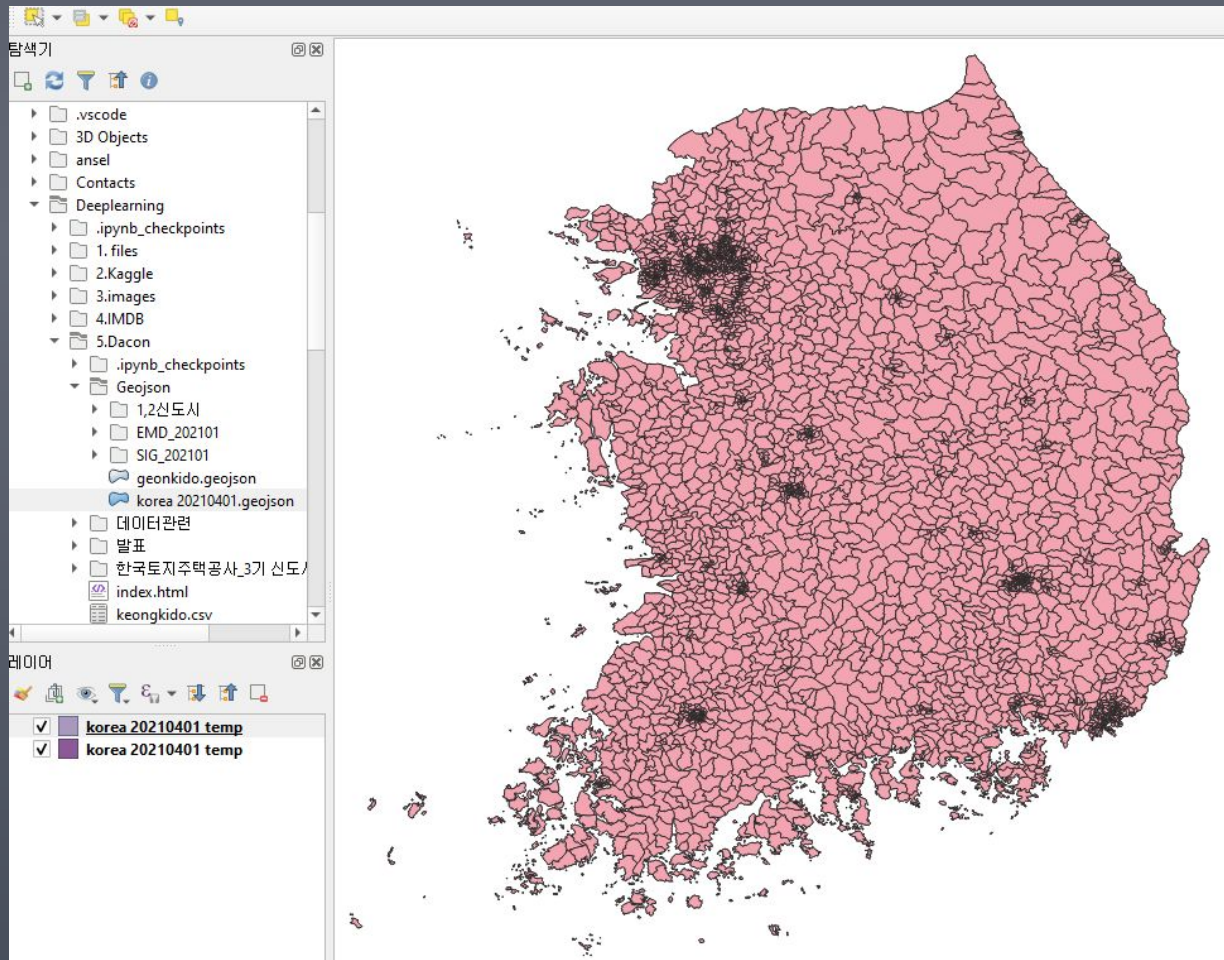 탐색기
.vscode
3D Objects
ansel
Contacts
Deeplearning
.ipynb_checkpoints
1. files
2.Kaggle
3.images
4.IMDB
5.Dacon
.ipynb_checkpoints
Geojson
1,2신도시
EMD_202101
SIG_202101
geonkido.geojson
korea 20210401.geojson
데이터관련
발표
한국토지주택공사_3기 신도시
index.html
keongkido.csv
레이어
korea 20210401 temp
korea 20210401 temp